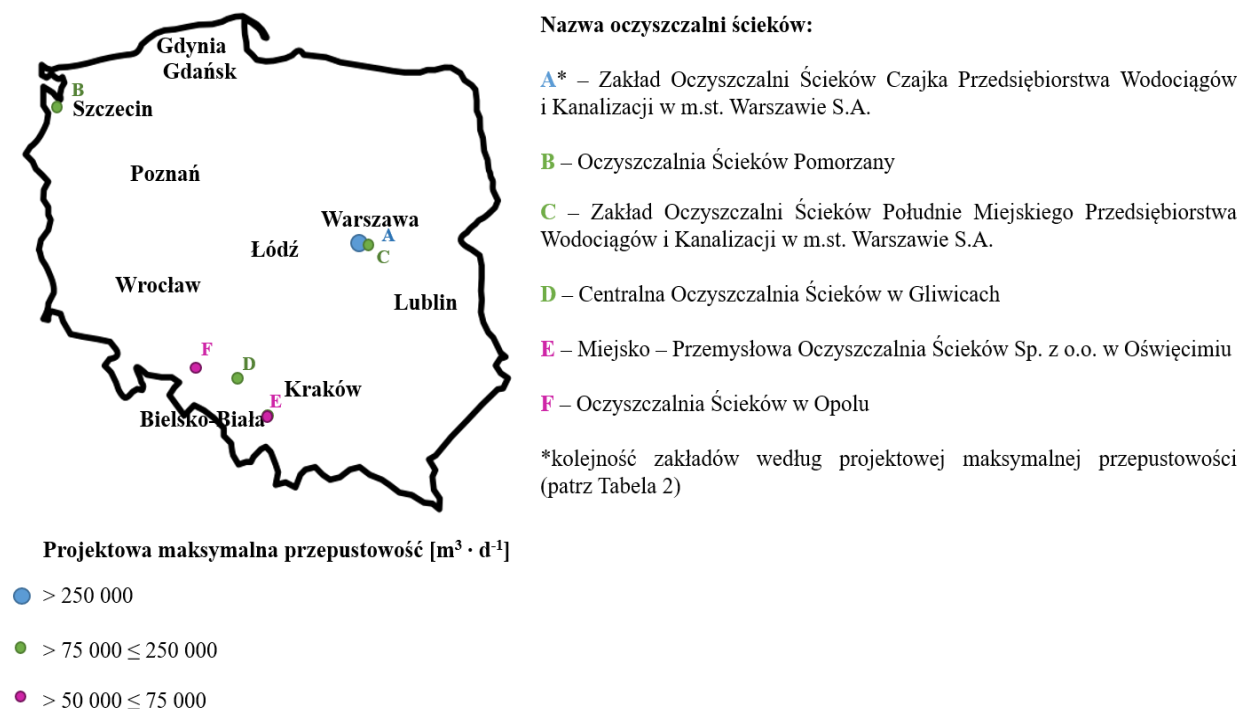 Gdynia
Gdańsk
B
Szczecin
Poznań
Warszawa
A
C
Łódź
Wrocław
Lublin
F
D
Kraków
E
Bielsko-Biała
Projektowa maksymalna przepustowość [m³ · d⁻¹]
> 250 000
> 75 000 ≤ 250 000
> 50 000 ≤ 75 000
Nazwa oczyszczalni ścieków:
A* – Zakład Oczyszczalni Ścieków Czajka Przedsiębiorstwa Wodociągów
i Kanalizacji w m.st. Warszawie S.A.
B – Oczyszczalnia Ścieków Pomorzany
C – Zakład Oczyszczalni Ścieków Południe Miejskiego Przedsiębiorstwa
Wodociągów i Kanalizacji w m.st. Warszawie S.A.
D – Centralna Oczyszczalnia Ścieków w Gliwicach
E – Miejsko – Przemysłowa Oczyszczalnia Ścieków Sp. z o.o. w Oświęcimiu
F – Oczyszczalnia Ścieków w Opolu
*kolejność zakładów według projektowej maksymalnej przepustowości
(patrz Tabela 2)